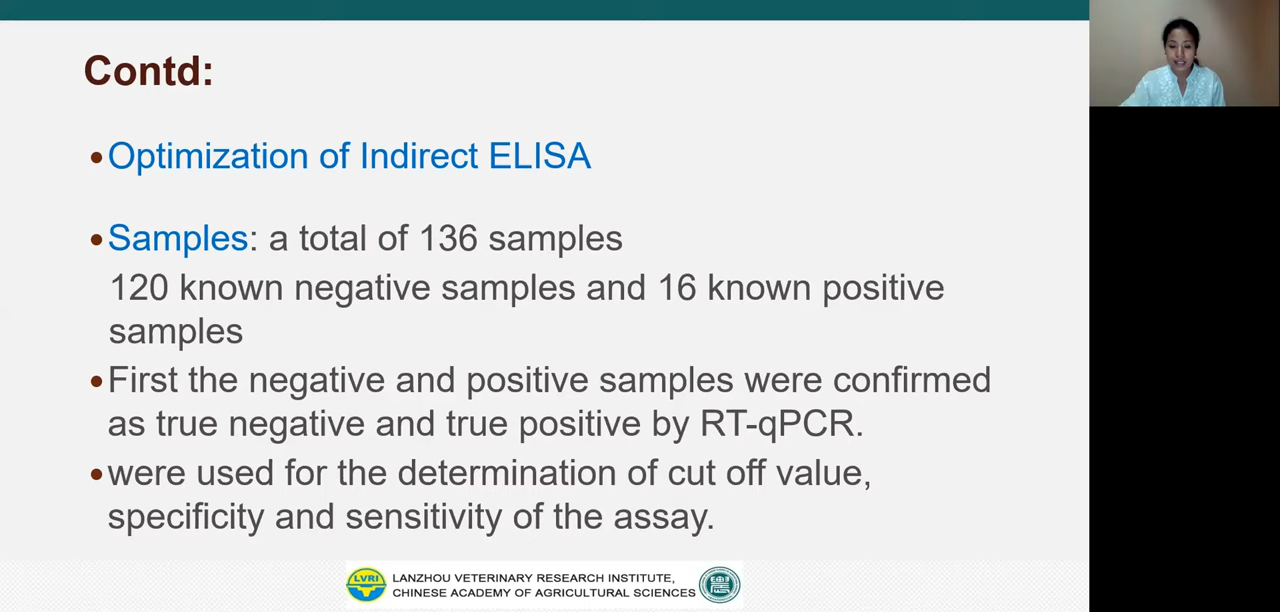 Contd:
•Optimization of Indirect ELISA
•Samples: a total of 136 samples
120 known negative samples and 16 known positive
samples
•First the negative and positive samples were confirmed
as true negative and true positive by RT-qPCR.
•were used for the determination of cut off value,
specificity and sensitivity of the assay.
LVRI
LANZHOU VETERINARY RESEARCH INSTITUTE,
CHINESE ACADEMY OF AGRICULTURAL SCIENCES